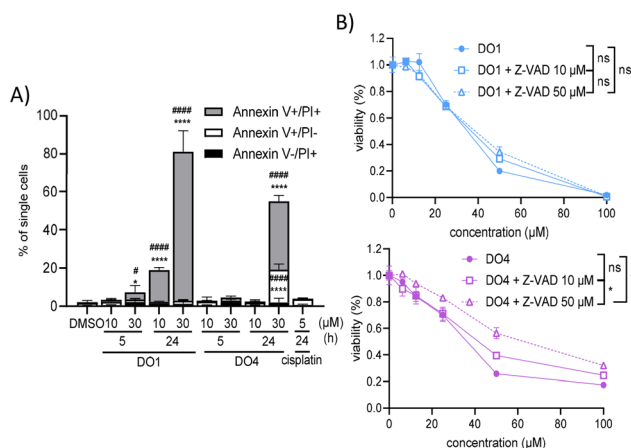 A)
% of single cells
100
80
60
40
20
0
Annexin V+/PI+
Annexin V+/PI-
Annexin V-/PI+
#
*
####
****
####
****
####
****
####
****
DMSO 10 30 10 30 10 30 10 30 5 (µM)
5 24 5 24 24 (h)
DO1 DO4 cisplatin
B)
viability (%)
1.0
0.8
0.6
0.4
0.2
0.0
DO1
DO1 + Z-VAD 10 µM
DO1 + Z-VAD 50 µM
ns
ns
ns
0 20 40 60 80 100
concentration (µM)
viability (%)
1.2
1.0
0.8
0.6
0.4
0.2
0.0
DO4
DO4 + Z-VAD 10 µM
DO4 + Z-VAD 50 µM
ns
*
0 20 40 60 80 100
concentration (µM)